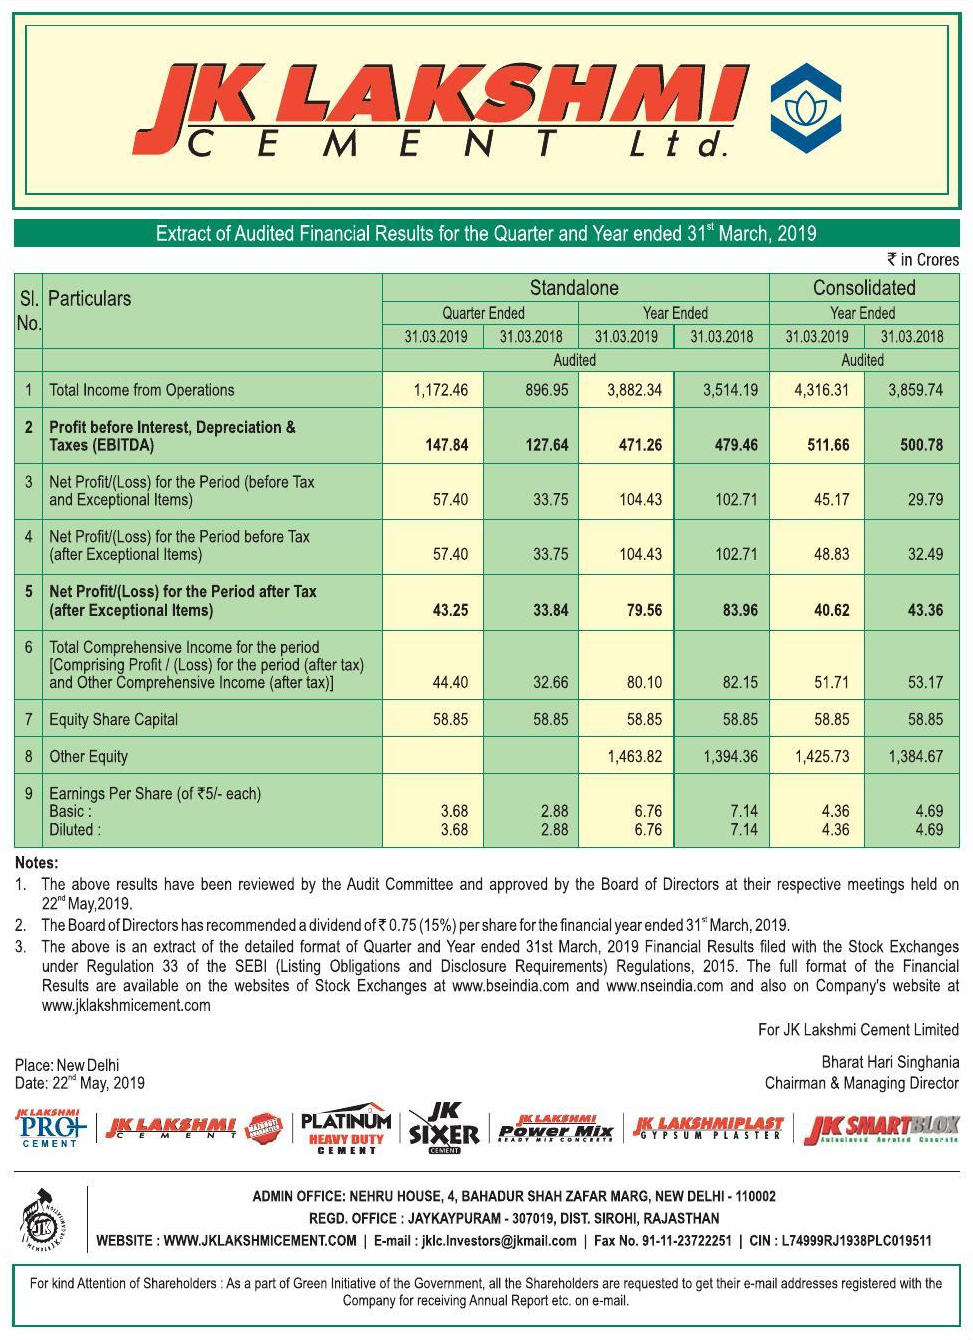 JK LAKSHMI
CEMENT Ltd.
Extract of Audited Financial Results for the Quarter and Year ended 31st March, 2019
₹ in Crores
Sl. No. Particulars Standalone Consolidated
Quarter Ended Year Ended Year Ended
31.03.2019 31.03.2018 31.03.2019 31.03.2018 31.03.2019 31.03.2018
Audited Audited
1 Total Income from Operations 1,172.46 896.95 3,882.34 3,514.19 4,316.31 3,859.74
2 Profit before Interest, Depreciation &
Taxes (EBITDA) 147.84 127.64 471.26 479.46 511.66 500.78
3 Net Profit/(Loss) for the Period (before Tax
and Exceptional Items) 57.40 33.75 104.43 102.71 45.17 29.79
4 Net Profit/(Loss) for the Period before Tax
(after Exceptional Items) 57.40 33.75 104.43 102.71 48.83 32.49
5 Net Profit/(Loss) for the Period after Tax
(after Exceptional Items) 43.25 33.84 79.56 83.96 40.62 43.36
6 Total Comprehensive Income for the period
[Comprising Profit / (Loss) for the period (after tax)
and Other Comprehensive Income (after tax)] 44.40 32.66 80.10 82.15 51.71 53.17
7 Equity Share Capital 58.85 58.85 58.85 58.85 58.85 58.85
8 Other Equity 1,463.82 1,394.36 1,425.73 1,384.67
9 Earnings Per Share (of ₹5/- each)
Basic : 3.68 2.88 6.76 7.14 4.36 4.69
Diluted : 3.68 2.88 6.76 7.14 4.36 4.69
Notes:
1. The above results have been reviewed by the Audit Committee and approved by the Board of Directors at their respective meetings held on
22nd May,2019.
2. The Board of Directors has recommended a dividend of ₹ 0.75 (15%) per share for the financial year ended 31st March, 2019.
3. The above is an extract of the detailed format of Quarter and Year ended 31st March, 2019 Financial Results filed with the Stock Exchanges
under Regulation 33 of the SEBI (Listing Obligations and Disclosure Requirements) Regulations, 2015. The full format of the Financial
Results are available on the websites of Stock Exchanges at www.bseindia.com and www.nseindia.com and also on Company's website at
www.jklakshmicement.com
For JK Lakshmi Cement Limited
Place: New Delhi
Date: 22nd May, 2019
Bharat Hari Singhania
Chairman & Managing Director
JK LAKSHMI
PRO+
CEMENT
JK LAKSHMI
CEMENT
PLATINUM
HEAVY DUTY
CEMENT
JK
SIXER
CEMENT
JK LAKSHMI
Power Mix
READY MIX CONCRETE
JK LAKSHMIPLAST
GYPSUM PLASTER
JK SMARTBLOX
Autoclaved Aerated Concrete
JK
ADMIN OFFICE: NEHRU HOUSE, 4, BAHADUR SHAH ZAFAR MARG, NEW DELHI - 110002
REGD. OFFICE : JAYKAYPURAM - 307019, DIST. SIROHI, RAJASTHAN
WEBSITE : WWW.JKLAKSHMICEMENT.COM | E-mail : jklc.Investors@jkmail.com | Fax No. 91-11-23722251 | CIN : L74999RJ1938PLC019511
For kind Attention of Shareholders : As a part of Green Initiative of the Government, all the Shareholders are requested to get their e-mail addresses registered with the
Company for receiving Annual Report etc. on e-mail.